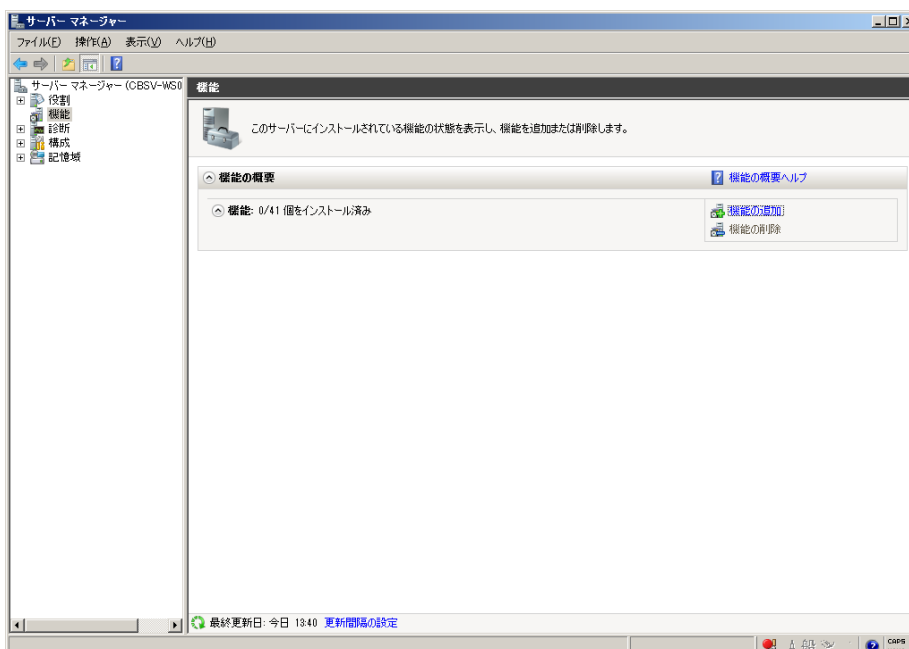 サーバー マネージャー
ファイル(F) 操作(A) 表示(V) ヘルプ(H)
サーバー マネージャー (CBSV-WS0
役割
機能
診断
構成
記憶域
機能
このサーバーにインストールされている機能の状態を表示し、機能を追加または削除します。
機能の概要
機能の概要ヘルプ
機能: 0/41 個をインストール済み
機能の追加
機能の削除
最終更新日: 今日 13:40 更新間隔の設定
A 般
CAPS